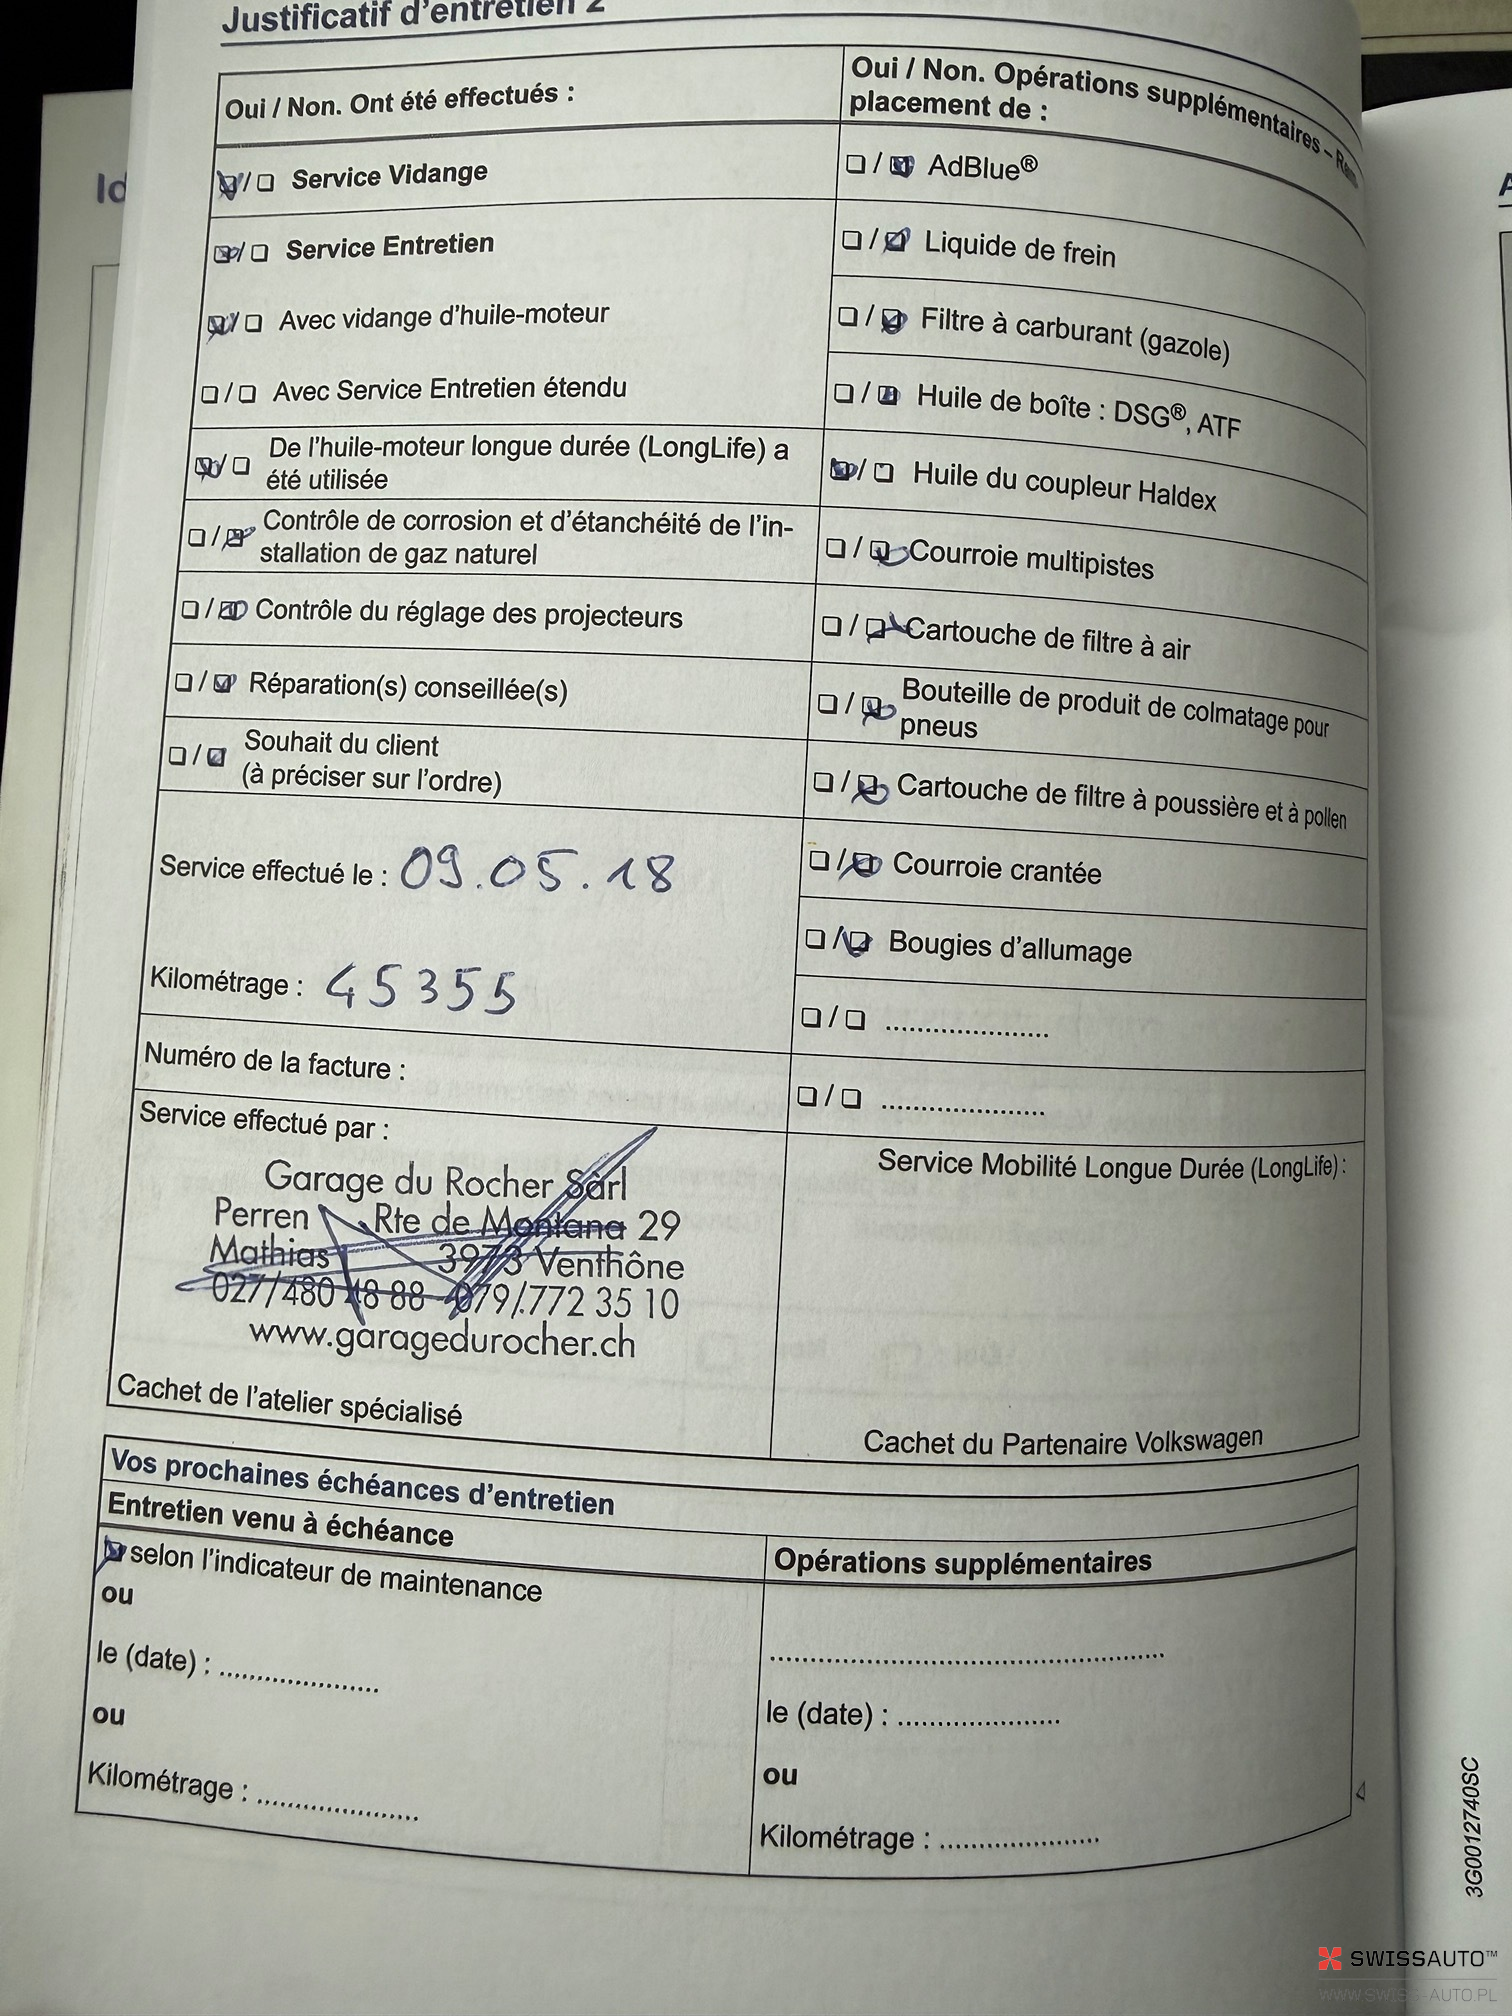 Justificatif d'entretien 2
Oui / Non. Ont été effectués :
☒/☐ Service Vidange
☒/☐ Service Entretien
☒/☐ Avec vidange d'huile-moteur
☐/☐ Avec Service Entretien étendu
☒/☐ De l'huile-moteur longue durée (LongLife) a
été utilisée
☐/☒ Contrôle de corrosion et d'étanchéité de l'in-
stallation de gaz naturel
☐/☒ Contrôle du réglage des projecteurs
☐/☒ Réparation(s) conseillée(s)
☐/☒ Souhait du client
(à préciser sur l'ordre)
Service effectué le : 09.05.18
Kilométrage : 45355
Numéro de la facture :
Service effectué par :
Garage du Rocher Sàrl
Perren Rte de Montana 29
Mathias 3973 Venthône
027/480 48 88 - 079/772 35 10
www.garagedurocher.ch
Cachet de l'atelier spécialisé
Oui / Non. Opérations supplémentaires –
placement de :
☐/☒ AdBlue®
☐/☒ Liquide de frein
☐/☒ Filtre à carburant (gazole)
☐/☒ Huile de boîte : DSG®, ATF
☒/☐ Huile du coupleur Haldex
☐/☒ Courroie multipistes
☐/☒ Cartouche de filtre à air
☐/☒ Bouteille de produit de colmatage pour
pneus
☐/☒ Cartouche de filtre à poussière et à pollen
☐/☒ Courroie crantée
☐/☒ Bougies d'allumage
☐/☐ .....................
☐/☐ .....................
Service Mobilité Longue Durée (LongLife) :
Cachet du Partenaire Volkswagen
Vos prochaines échéances d'entretien
Entretien venu à échéance
☒ selon l'indicateur de maintenance
ou
le (date) : .....................
ou
Kilométrage : .....................
Opérations supplémentaires
..................................................
le (date) : .....................
ou
Kilométrage : .....................
3G0012740SC
Id
SWISSAUTO™
WWW.SWISS-AUTO.PL